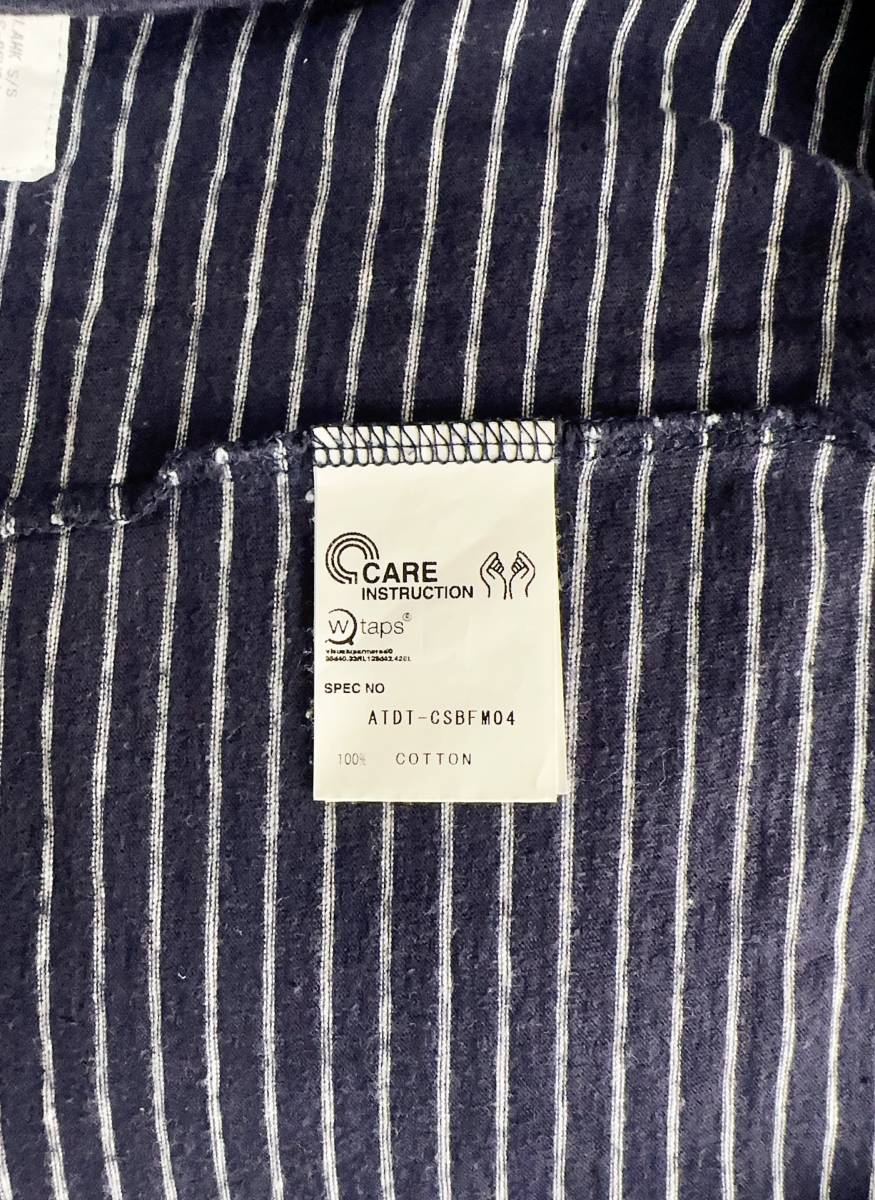 CARE
INSTRUCTION
W taps®
SPEC NO
ATDT-CSBFM04
100% COTTON
S/S